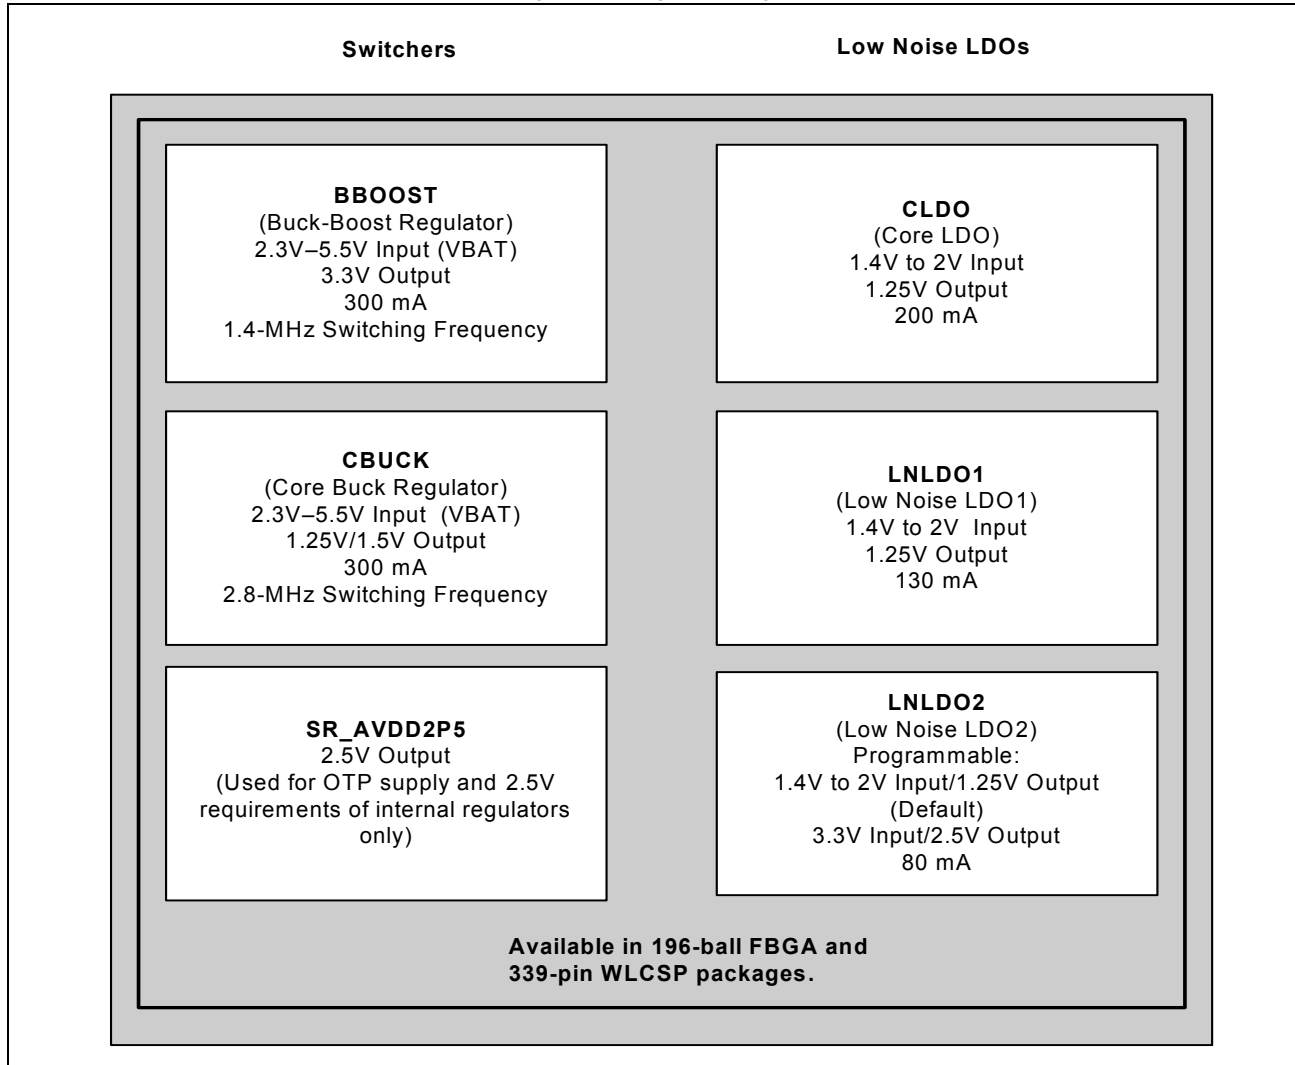 Switchers
Low Noise LDOs
BBOOST
(Buck-Boost Regulator)
2.3V–5.5V Input (VBAT)
3.3V Output
300 mA
1.4-MHz Switching Frequency
CLDO
(Core LDO)
1.4V to 2V Input
1.25V Output
200 mA
CBUCK
(Core Buck Regulator)
2.3V–5.5V Input (VBAT)
1.25V/1.5V Output
300 mA
2.8-MHz Switching Frequency
LNLDO1
(Low Noise LDO1)
1.4V to 2V Input
1.25V Output
130 mA
SR_AVDD2P5
2.5V Output
(Used for OTP supply and 2.5V
requirements of internal regulators
only)
LNLDO2
(Low Noise LDO2)
Programmable:
1.4V to 2V Input/1.25V Output
(Default)
3.3V Input/2.5V Output
80 mA
Available in 196-ball FBGA and
339-pin WLCSP packages.